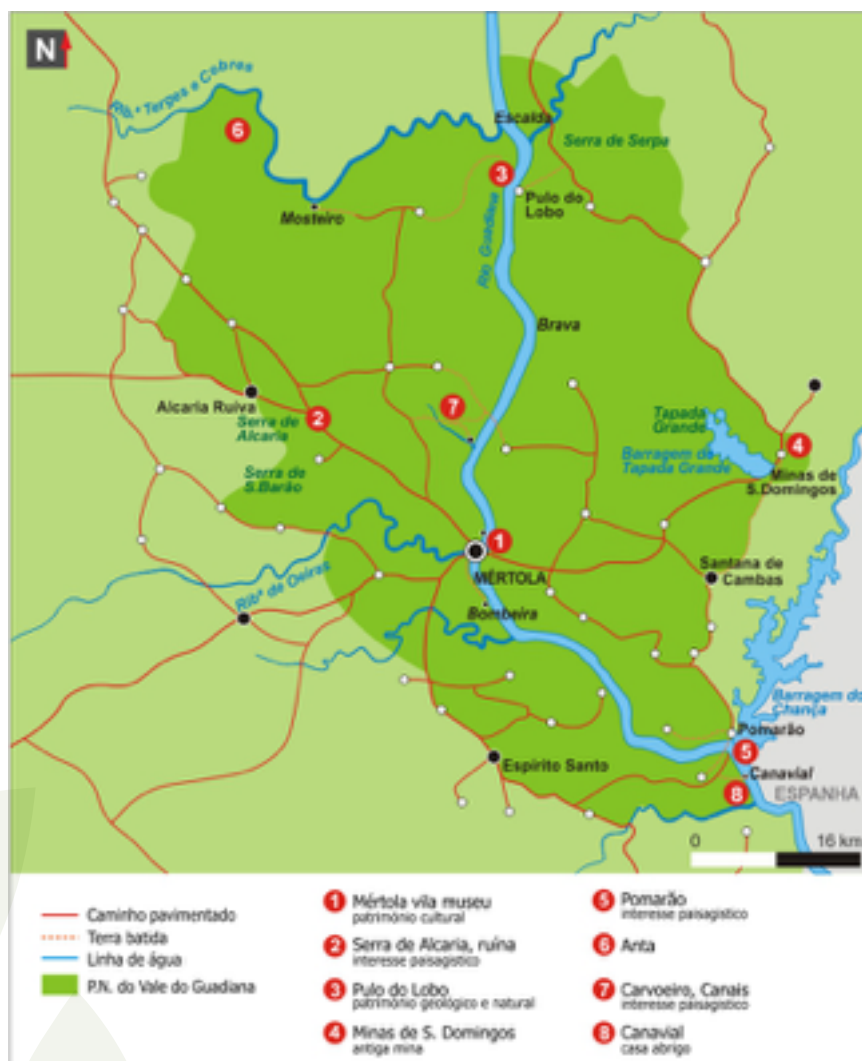 N
Rib.ª Terges e Cobres
6
Escalda
Serra de Serpa
3
Mosteiro
Pulo do
Lobo
Rio Guadiana
Brava
Alcaria Ruiva
2
7
Serra de
Alcaria
Tapada
Grande
4
Barragem da
Tapada Grande
Serra de
S.Barão
Minas de
S.Domingos
1
MÉRTOLA
Santana de
Cambas
Ribª de Oeiras
Bombeira
Barragem do
Chança
Pomarão
5
Espírito Santo
Canavial
8
ESPANHA
0 16 km
Caminho pavimentado
Terra batida
Linha de água
P.N. do Vale do Guadiana
1 Mértola vila museu
património cultural
2 Serra de Alcaria, ruína
interesse paisagístico
3 Pulo do Lobo
património geológico e natural
4 Minas de S. Domingos
antiga mina
5 Pomarão
interesse paisagístico
6 Anta
7 Carvoeiro, Canais
interesse paisagístico
8 Canavial
casa abrigo